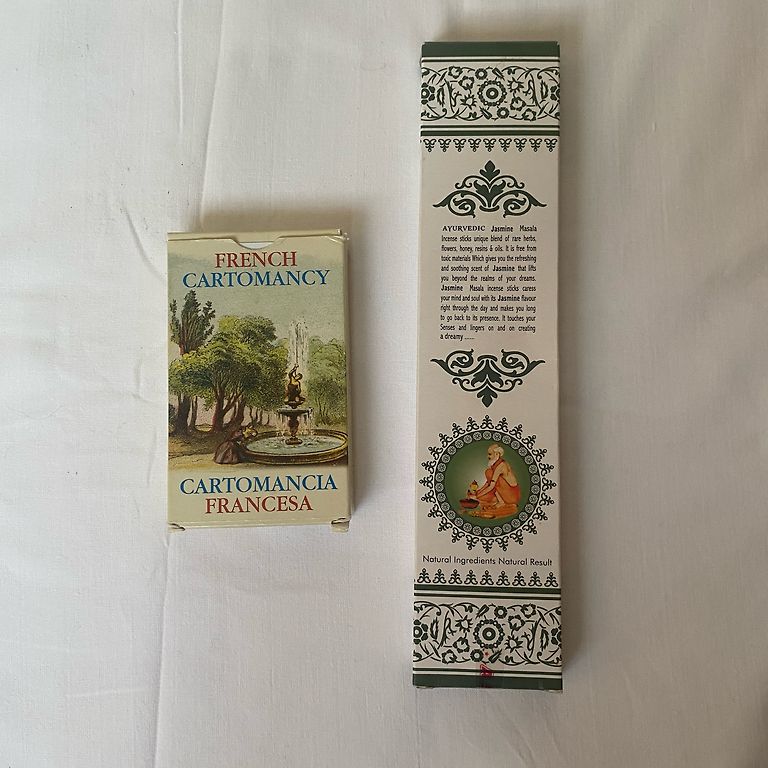 FRENCH
CARTOMANCY
CARTOMANCIA
FRANCESA
AYURVEDIC Jasmine Masala
Incense sticks unique blend of rare herbs,
flowers, honey, resins & oils. It is free from
toxic materials Which gives you the refreshing
and soothing scent of Jasmine that lifts
you beyond the realms of your dreams.
Jasmine Masala incense sticks caress
your mind and soul with its Jasmine flavour
right through the day and makes you long
to go back to its presence. It touches your
Senses and lingers on and on creating
a dreamy ......
Natural Ingredients Natural Result